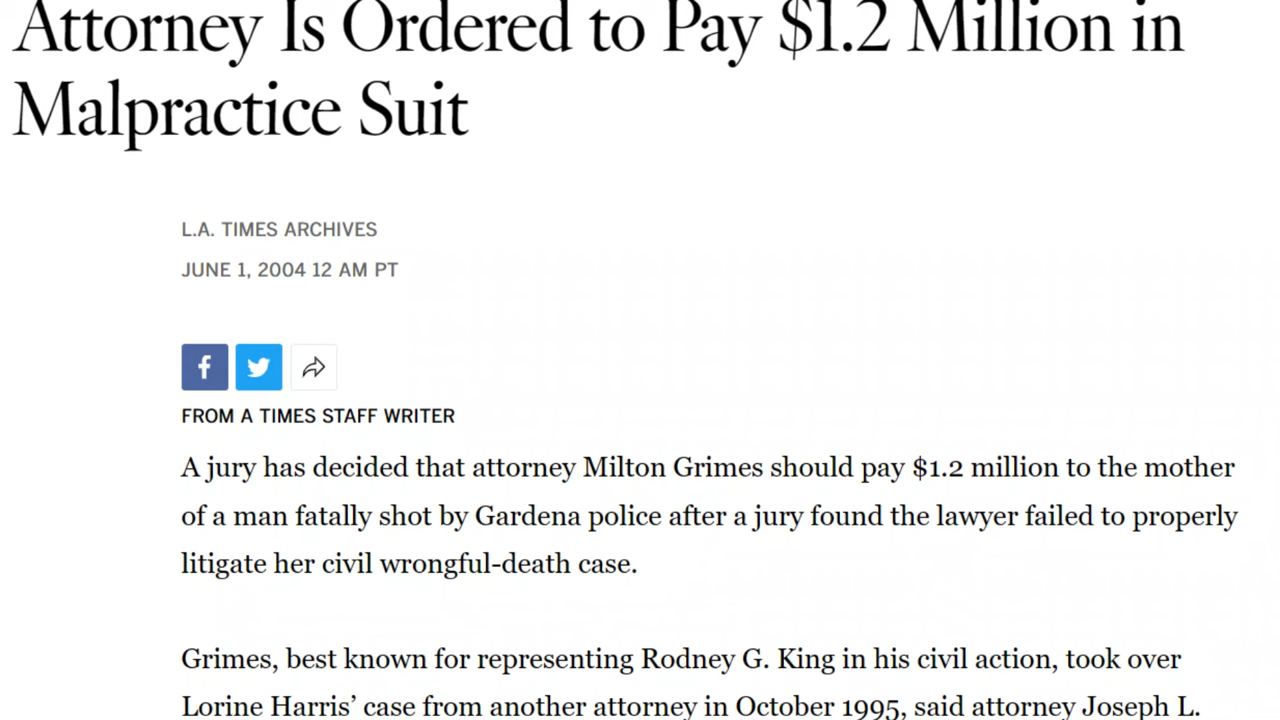 Attorney Is Ordered to Pay $1.2 Million in
Malpractice Suit
L.A. TIMES ARCHIVES
JUNE 1, 2004 12 AM PT
FROM A TIMES STAFF WRITER
A jury has decided that attorney Milton Grimes should pay $1.2 million to the mother
of a man fatally shot by Gardena police after a jury found the lawyer failed to properly
litigate her civil wrongful-death case.
Grimes, best known for representing Rodney G. King in his civil action, took over
Lorine Harris’ case from another attorney in October 1995, said attorney Joseph L.